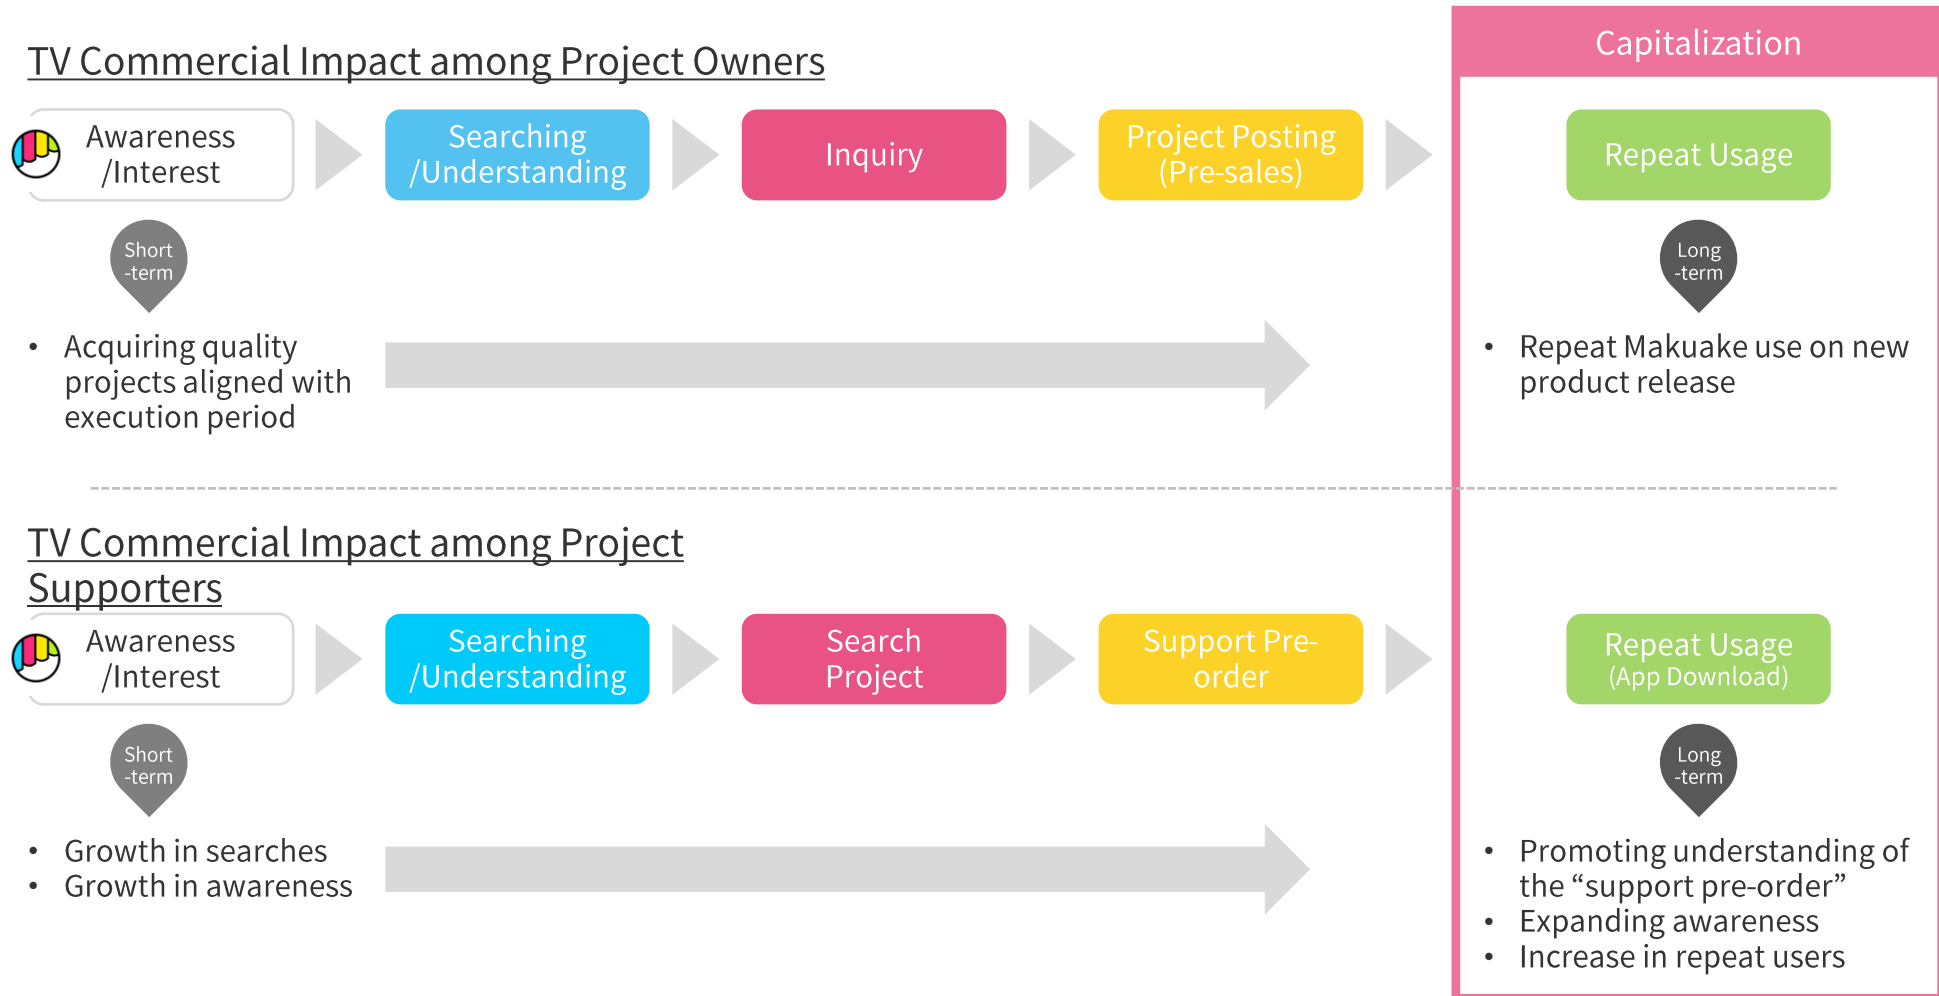 TV Commercial Impact among Project Owners
Capitalization
Awareness
/Interest
Searching
/Understanding
Inquiry
Project Posting
(Pre-sales)
Repeat Usage
Short
-term
Long
-term
• Acquiring quality
projects aligned with
execution period
• Repeat Makuake use on new
product release
TV Commercial Impact among Project
Supporters
Awareness
/Interest
Searching
/Understanding
Search
Project
Support Pre-
order
Repeat Usage
(App Download)
Short
-term
Long
-term
• Growth in searches
• Growth in awareness
• Promoting understanding of
the “support pre-order”
• Expanding awareness
• Increase in repeat users